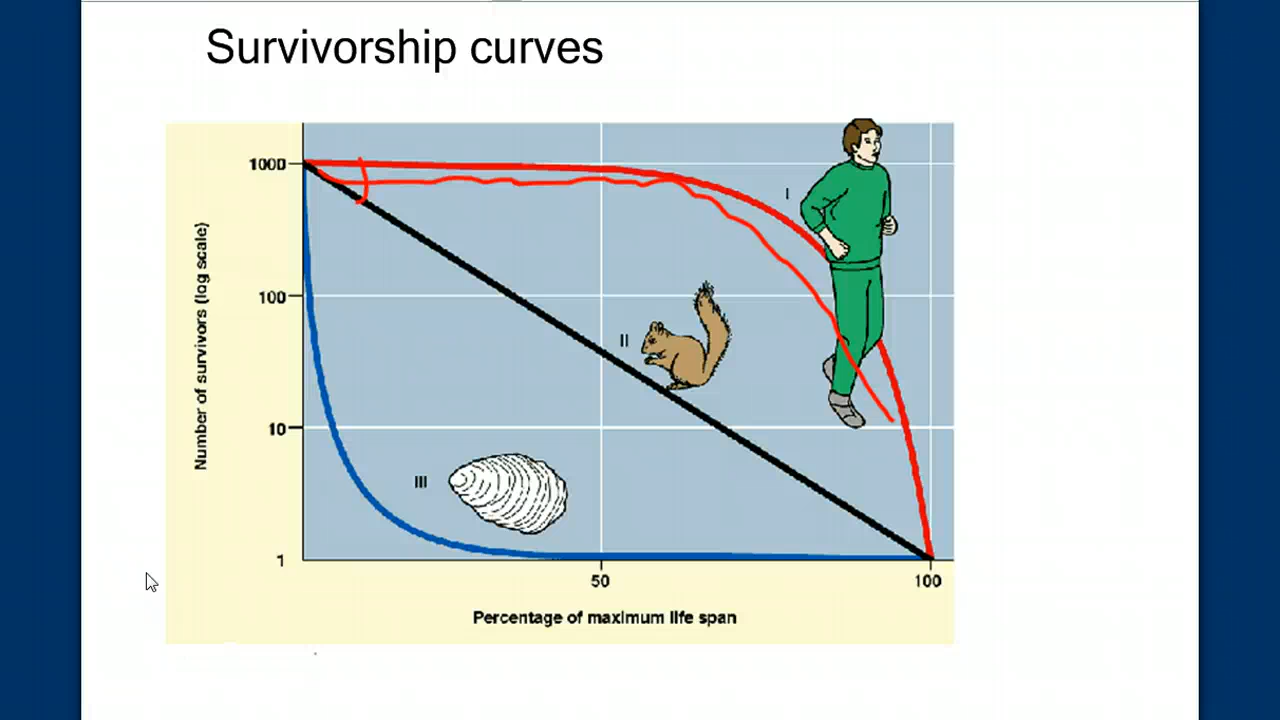 Survivorship curves
Number of survivors (log scale)
1000
100
10
1
I
II
III
50
100
Percentage of maximum life span